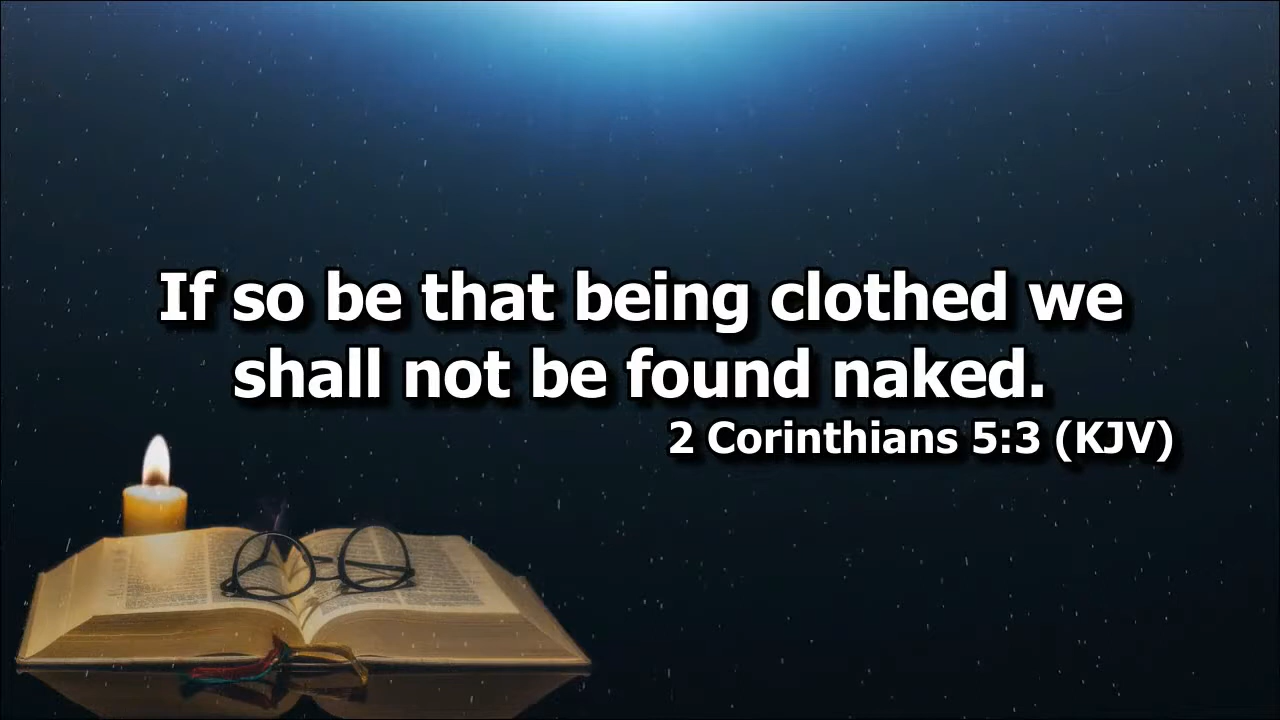 If so be that being clothed we
shall not be found naked.
2 Corinthians 5:3 (KJV)